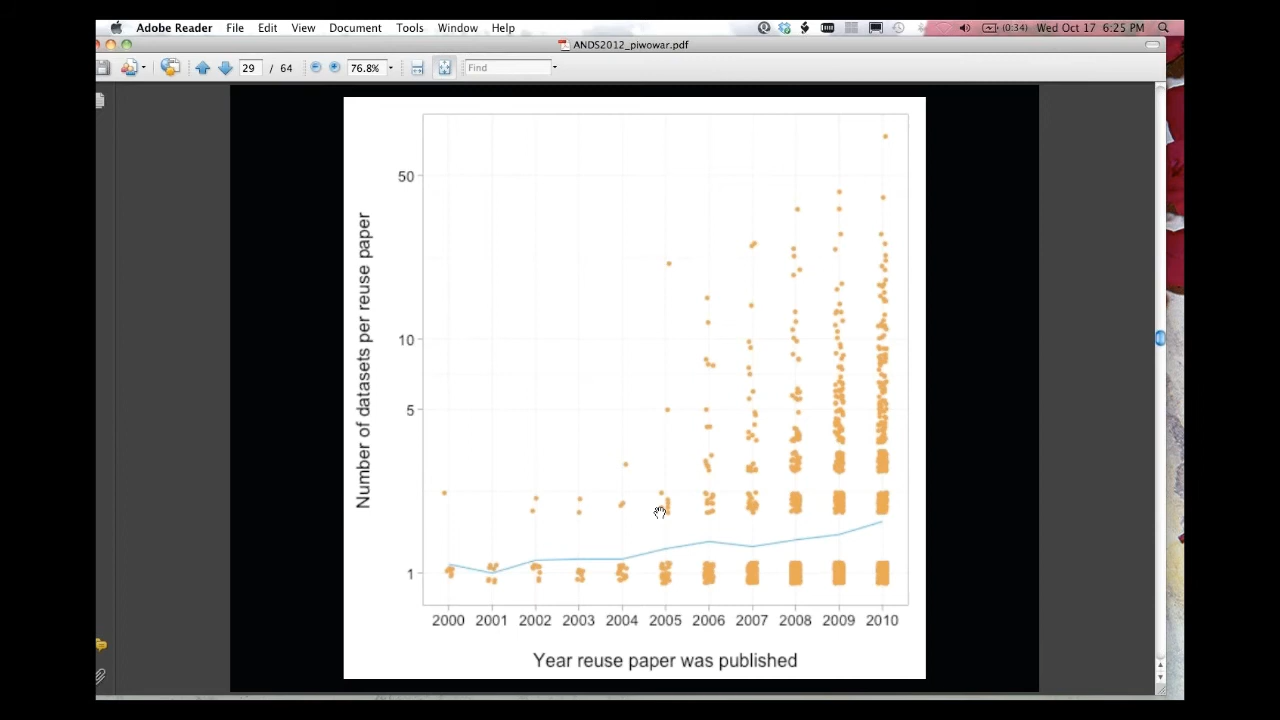 Adobe Reader File Edit View Document Tools Window Help (0:34) Wed Oct 17 6:25 PM
ANDS2012_piwowar.pdf
29 / 64 76.8% Find
Number of datasets per reuse paper
50
10
5
1
2000 2001 2002 2003 2004 2005 2006 2007 2008 2009 2010
Year reuse paper was published